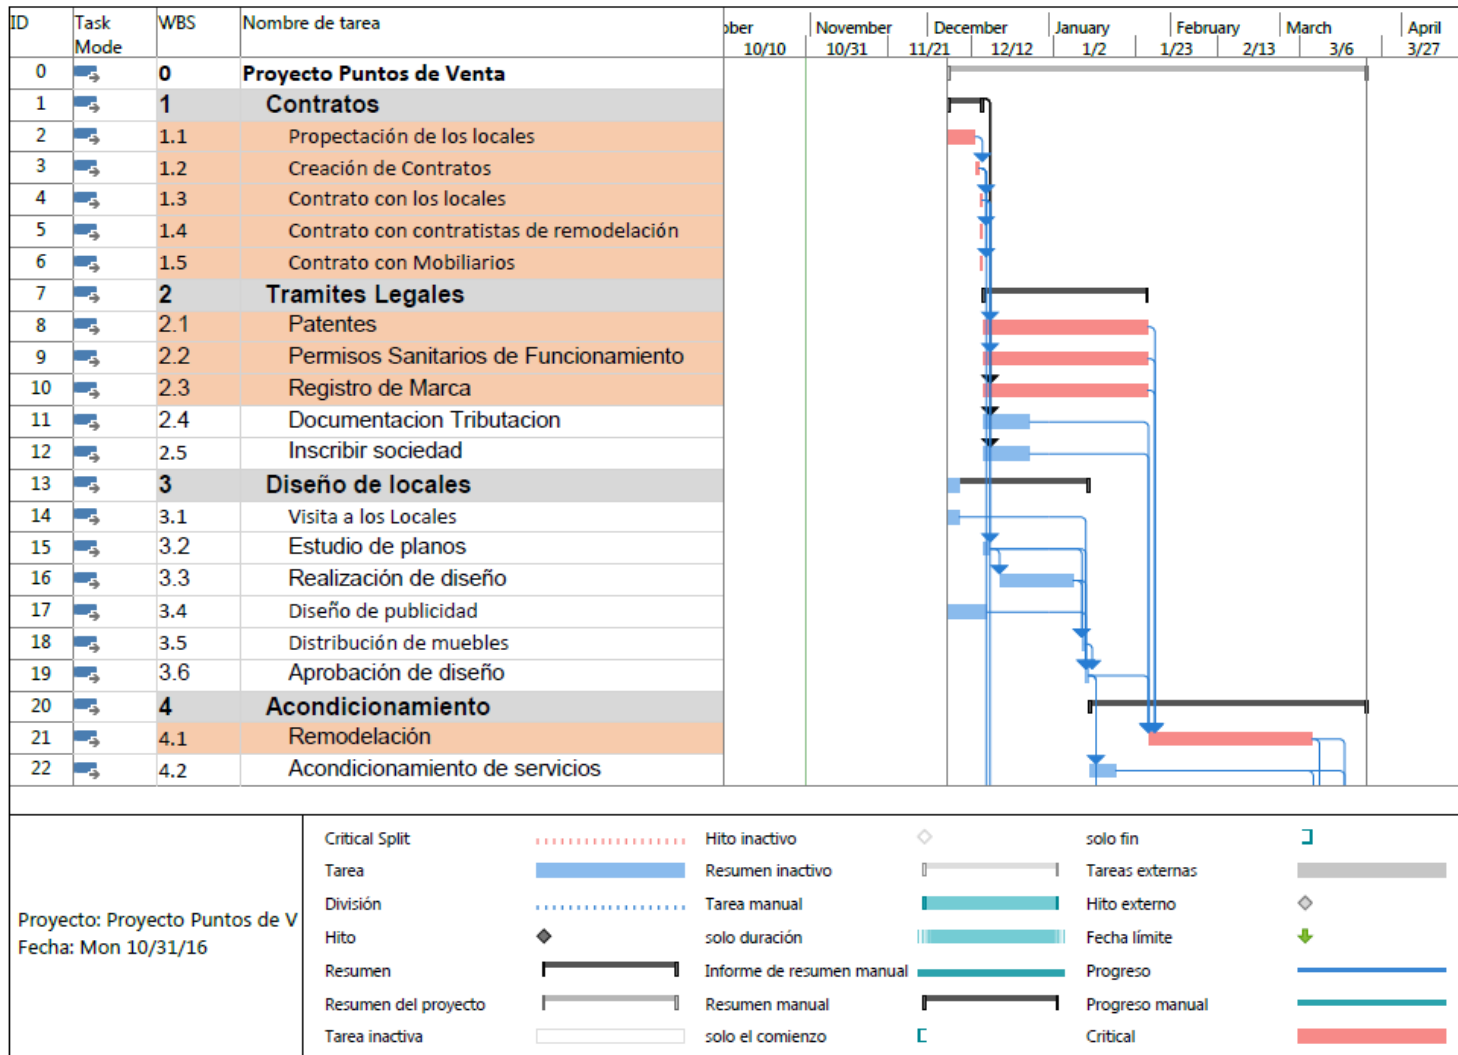 ID Task Mode WBS Nombre de tarea
ober November December January February March April
10/10 10/31 11/21 12/12 1/2 1/23 2/13 3/6 3/27
0 0 Proyecto Puntos de Venta
1 1 Contratos
2 1.1 Propectación de los locales
3 1.2 Creación de Contratos
4 1.3 Contrato con los locales
5 1.4 Contrato con contratistas de remodelación
6 1.5 Contrato con Mobiliarios
7 2 Tramites Legales
8 2.1 Patentes
9 2.2 Permisos Sanitarios de Funcionamiento
10 2.3 Registro de Marca
11 2.4 Documentacion Tributacion
12 2.5 Inscribir sociedad
13 3 Diseño de locales
14 3.1 Visita a los Locales
15 3.2 Estudio de planos
16 3.3 Realización de diseño
17 3.4 Diseño de publicidad
18 3.5 Distribución de muebles
19 3.6 Aprobación de diseño
20 4 Acondicionamiento
21 4.1 Remodelación
22 4.2 Acondicionamiento de servicios
Proyecto: Proyecto Puntos de V
Fecha: Mon 10/31/16
Critical Split Hito inactivo solo fin
Tarea Resumen inactivo Tareas externas
División Tarea manual Hito externo
Hito solo duración Fecha límite
Resumen Informe de resumen manual Progreso
Resumen del proyecto Resumen manual Progreso manual
Tarea inactiva solo el comienzo Critical